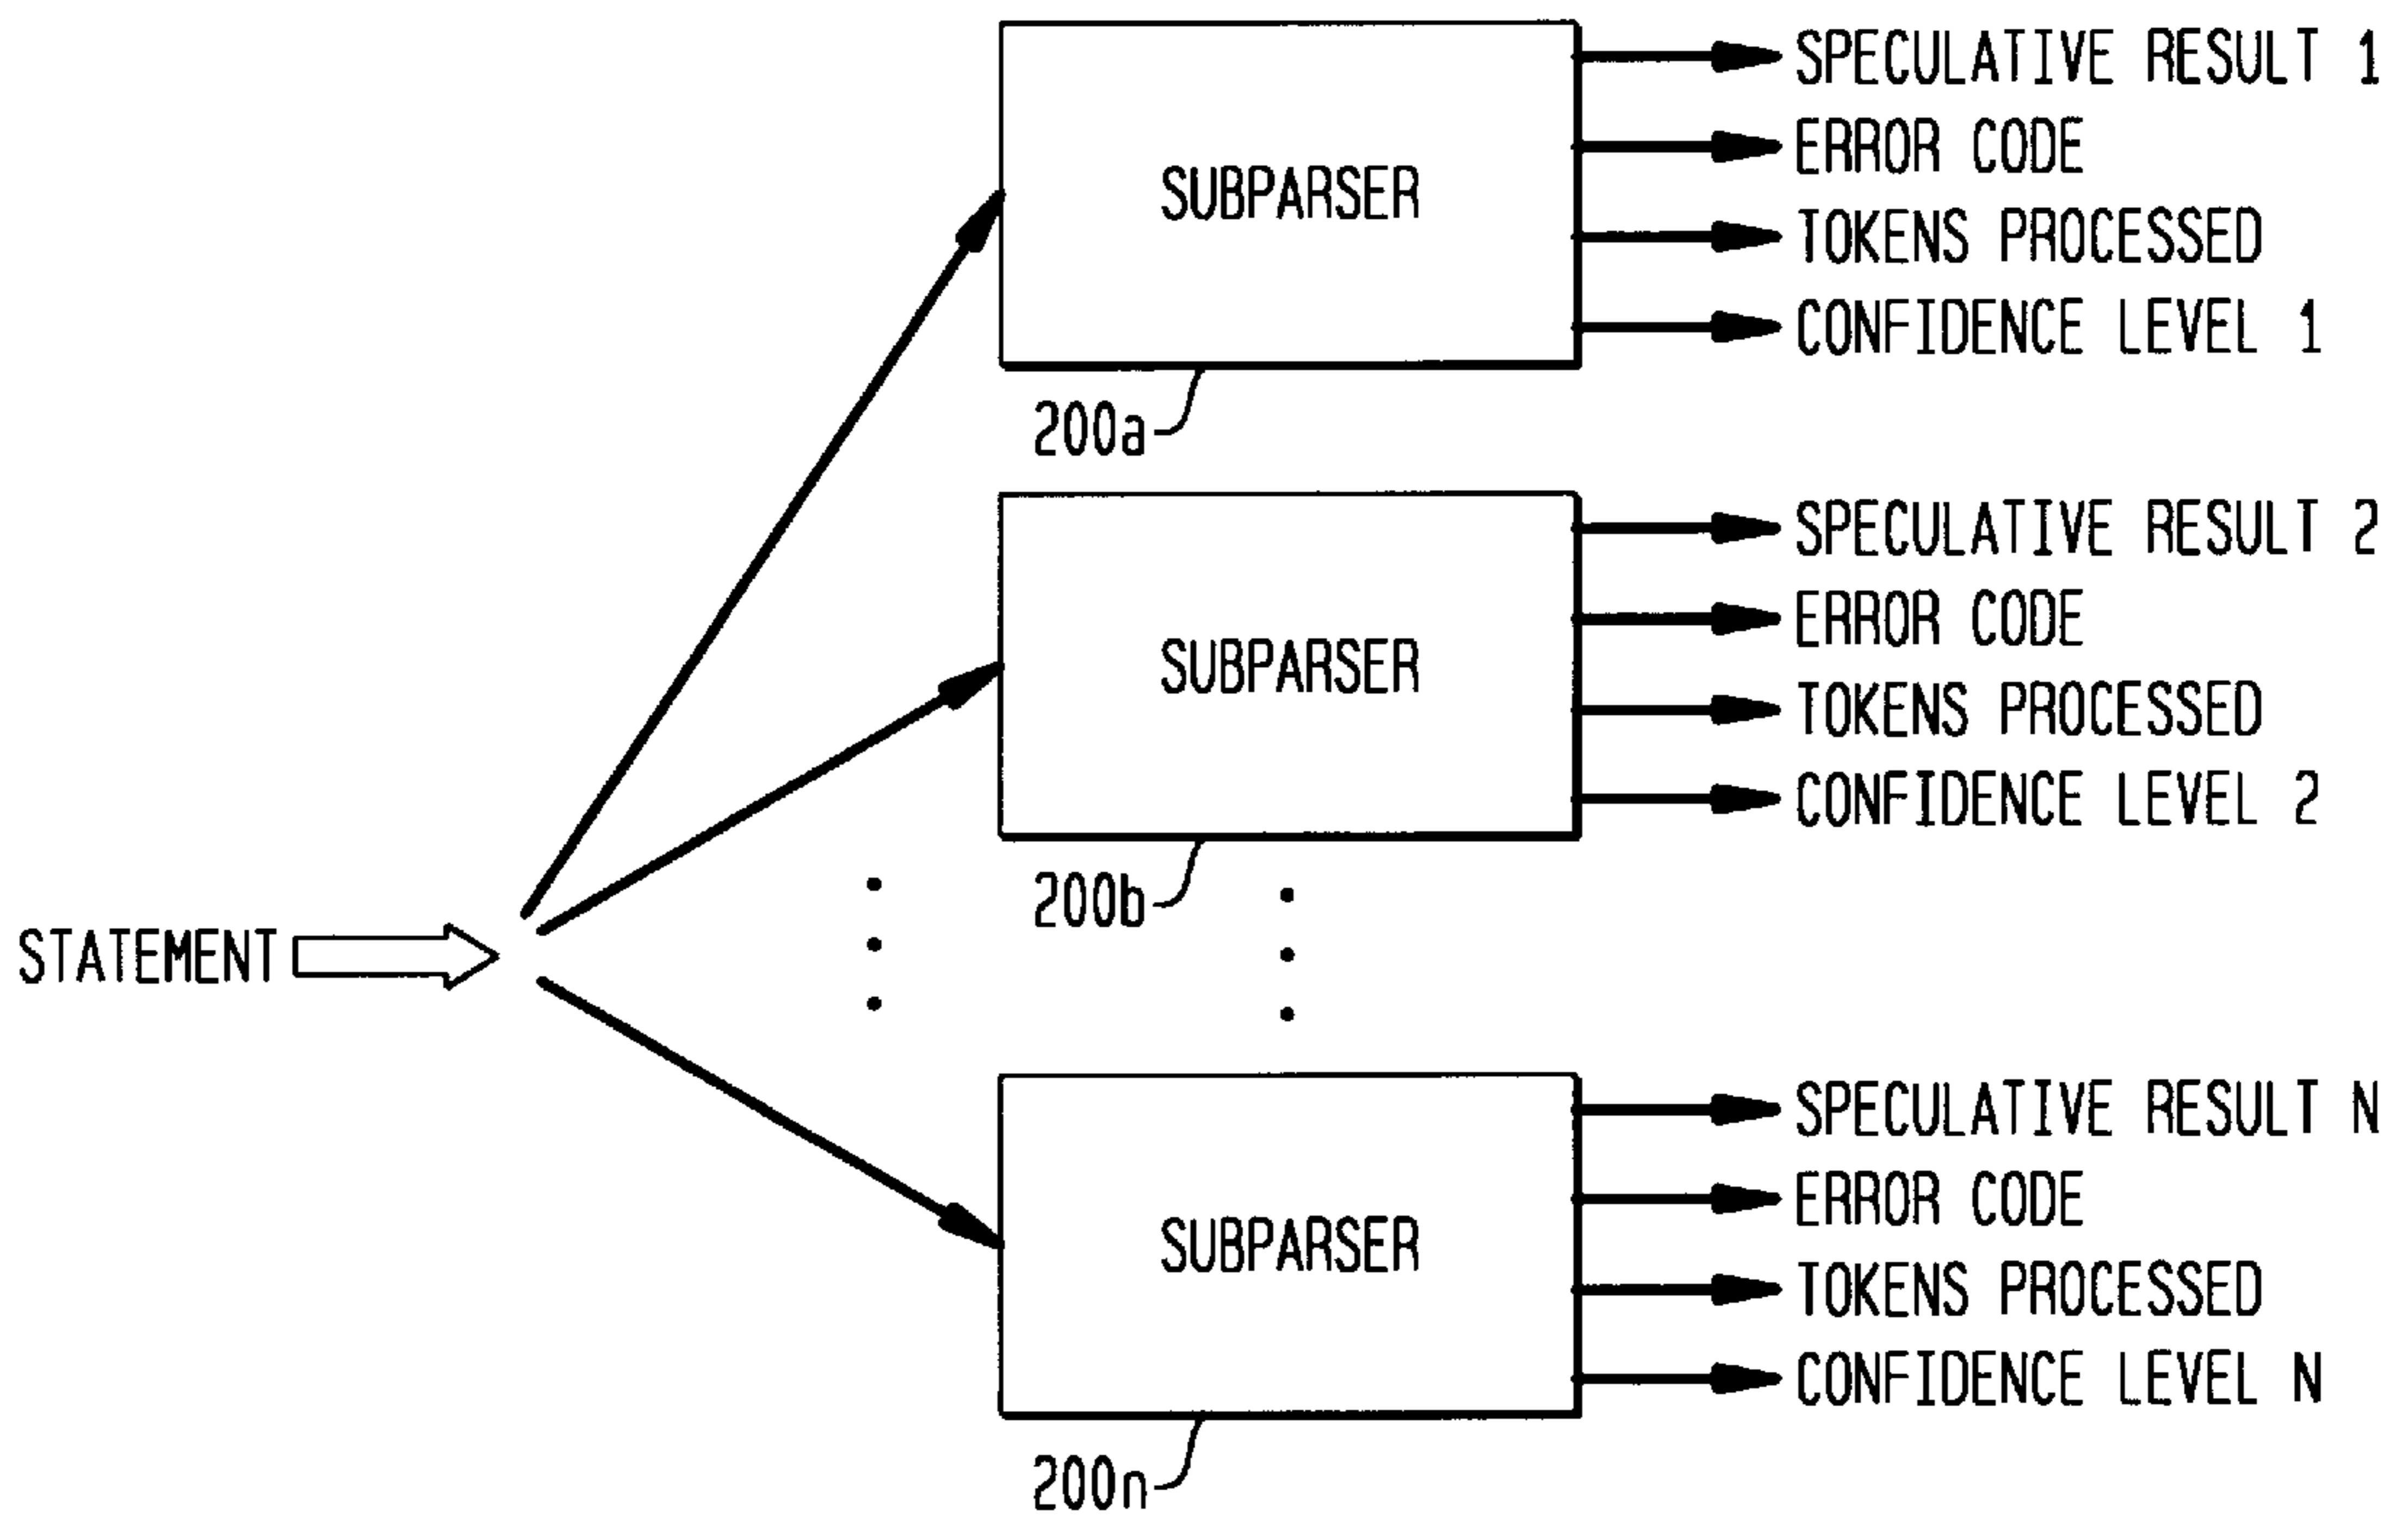 SPECULATIVE RESULT 1
ERROR CODE
SUBPARSER
TOKENS PROCESSED
CONFIDENCE LEVEL 1
200a
SPECULATIVE RESULT 2
ERROR CODE
SUBPARSER
TOKENS PROCESSED
CONFIDENCE LEVEL 2
200b
STATEMENT
SPECULATIVE RESULT N
ERROR CODE
SUBPARSER
TOKENS PROCESSED
CONFIDENCE LEVEL N
200n